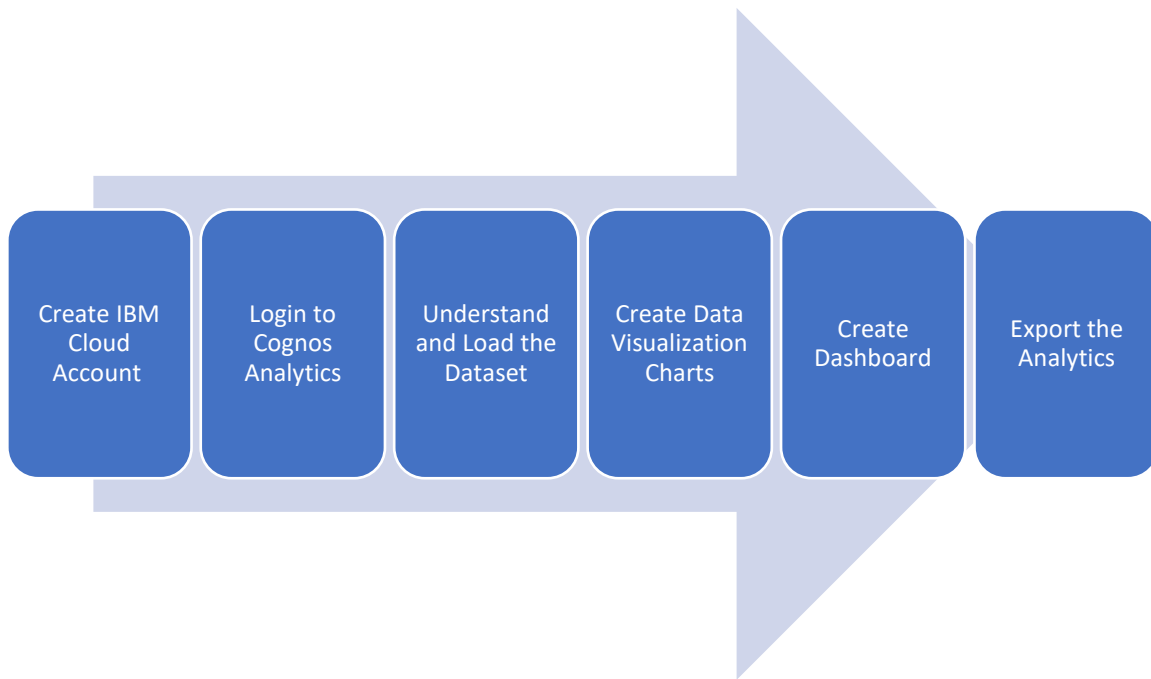 Create IBM
Cloud
Account
Login to
Cognos
Analytics
Understand
and Load the
Dataset
Create Data
Visualization
Charts
Create
Dashboard
Export the
Analytics